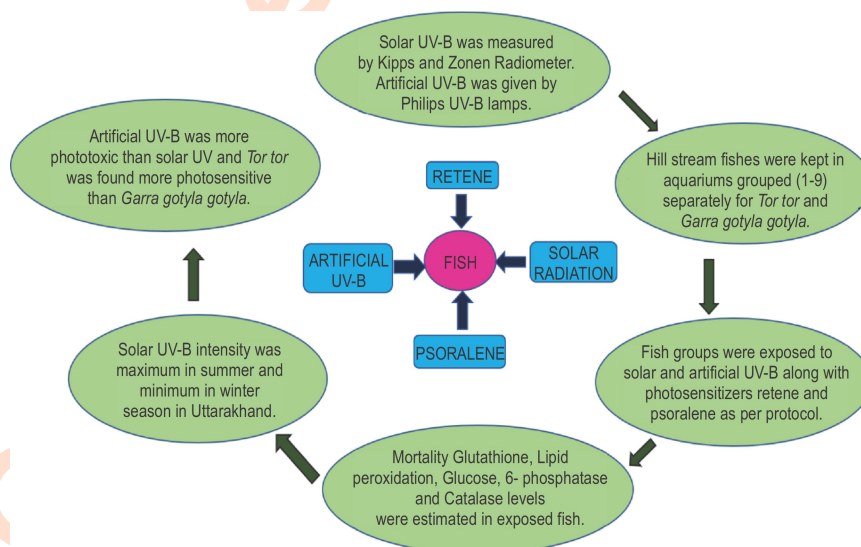 Solar UV-B was measured
by Kipps and Zonen Radiometer.
Artificial UV-B was given by
Philips UV-B lamps.
Hill stream fishes were kept in
aquariums grouped (1-9)
separately for Tor tor and
Garra gotyla gotyla.
Fish groups were exposed to
solar and artificial UV-B along with
photosensitizers retene and
psoralene as per protocol.
Mortality Glutathione, Lipid
peroxidation, Glucose, 6- phosphatase
and Catalase levels
were estimated in exposed fish.
Solar UV-B intensity was
maximum in summer and
minimum in winter
season in Uttarakhand.
Artificial UV-B was more
phototoxic than solar UV and Tor tor
was found more photosensitive
than Garra gotyla gotyla.
RETENE
ARTIFICIAL
UV-B
FISH
SOLAR
RADIATION
PSORALENE